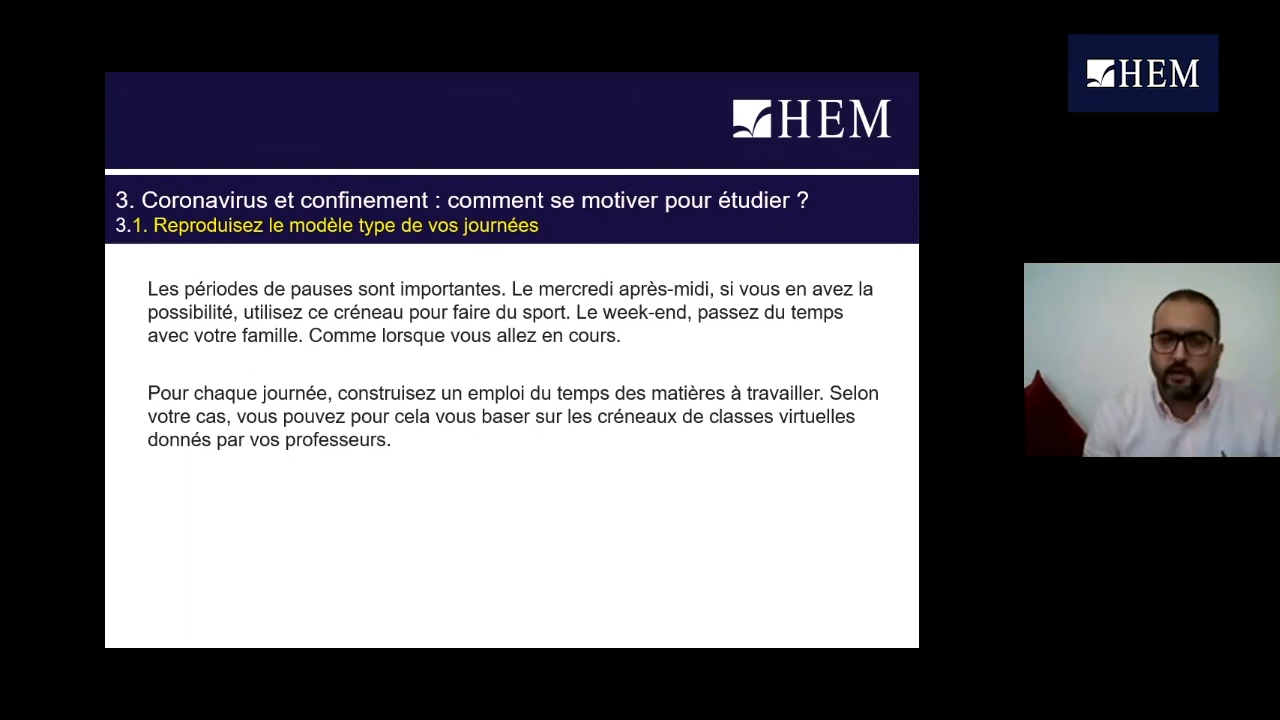 HEM
HEM
3. Coronavirus et confinement : comment se motiver pour étudier ?
3.1. Reproduisez le modèle type de vos journées
Les périodes de pauses sont importantes. Le mercredi après-midi, si vous en avez la
possibilité, utilisez ce créneau pour faire du sport. Le week-end, passez du temps
avec votre famille. Comme lorsque vous allez en cours.
Pour chaque journée, construisez un emploi du temps des matières à travailler. Selon
votre cas, vous pouvez pour cela vous baser sur les créneaux de classes virtuelles
donnés par vos professeurs.